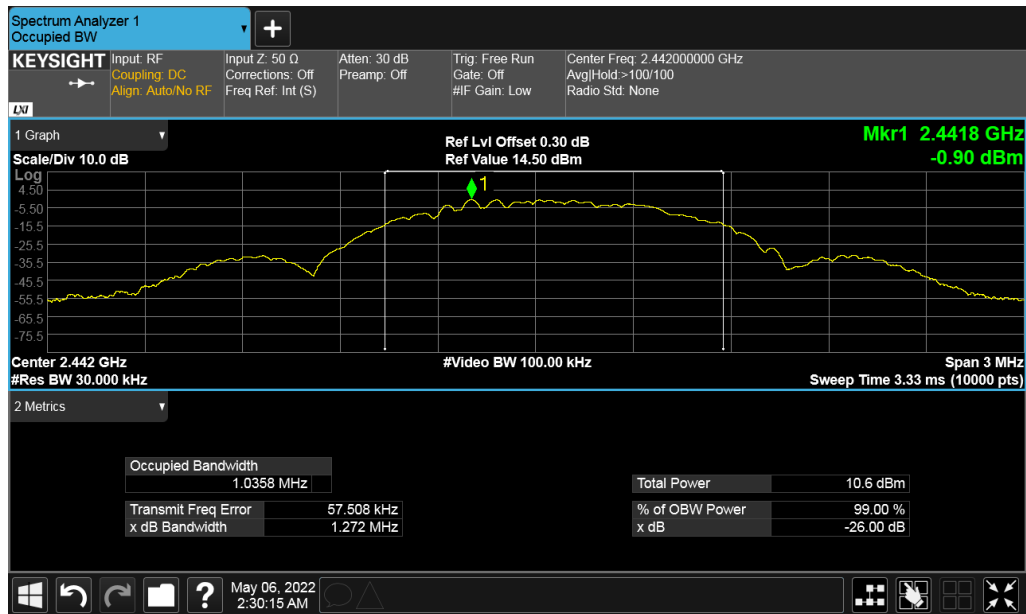 Spectrum Analyzer 1
Occupied BW
KEYSIGHT
LXI
Input: RF
Coupling: DC
Align: Auto/No RF
Input Z: 50 Ω
Corrections: Off
Freq Ref: Int (S)
Atten: 30 dB
Preamp: Off
Trig: Free Run
Gate: Off
#IF Gain: Low
Center Freq: 2.442000000 GHz
Avg|Hold:>100/100
Radio Std: None
1 Graph
Scale/Div 10.0 dB
Ref Lvl Offset 0.30 dB
Ref Value 14.50 dBm
Mkr1 2.4418 GHz
-0.90 dBm
Log
4.50
-5.50
-15.5
-25.5
-35.5
-45.5
-55.5
-65.5
-75.5
1
Center 2.442 GHz
#Video BW 100.00 kHz
Span 3 MHz
#Res BW 30.000 kHz
Sweep Time 3.33 ms (10000 pts)
2 Metrics
Occupied Bandwidth
1.0358 MHz
Transmit Freq Error 57.508 kHz
x dB Bandwidth 1.272 MHz
Total Power 10.6 dBm
% of OBW Power 99.00 %
x dB -26.00 dB
May 06, 2022
2:30:15 AM